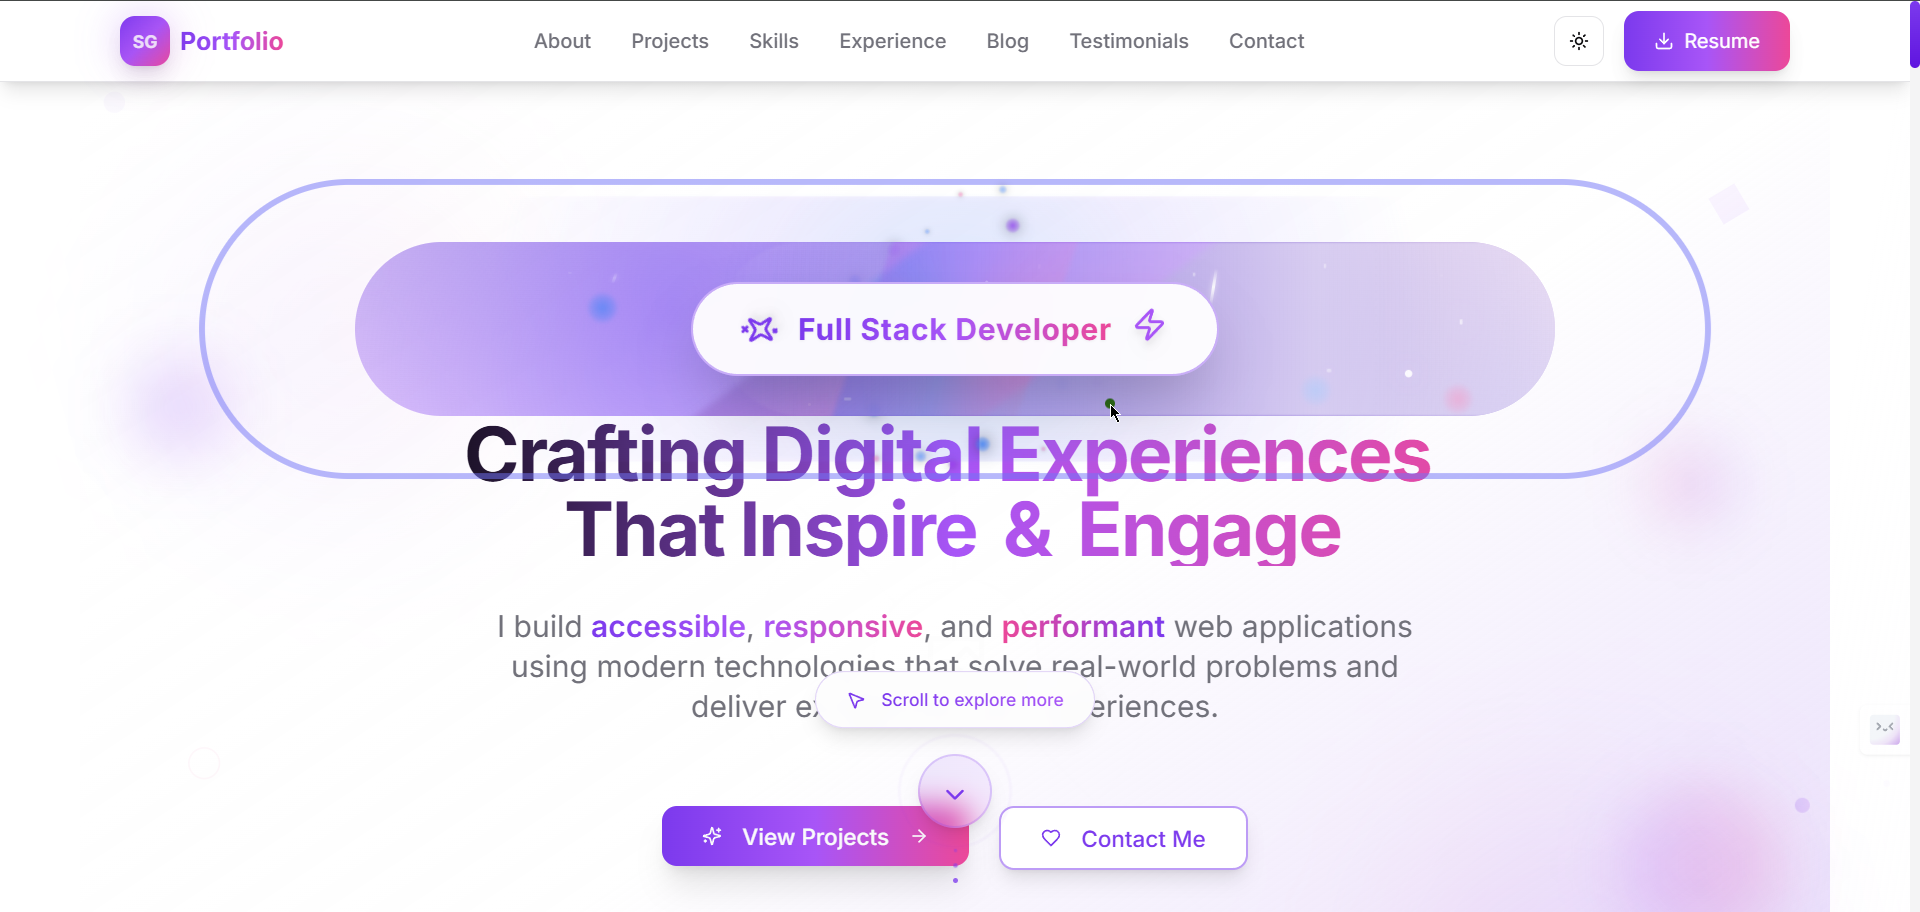 SG Portfolio About Projects Skills Experience Blog Testimonials Contact Resume
Full Stack Developer
Crafting Digital Experiences
That Inspire & Engage
I build accessible, responsive, and performant web applications
using modern technologies that solve real-world problems and
deliver
Scroll to explore more
View Projects
Contact Me